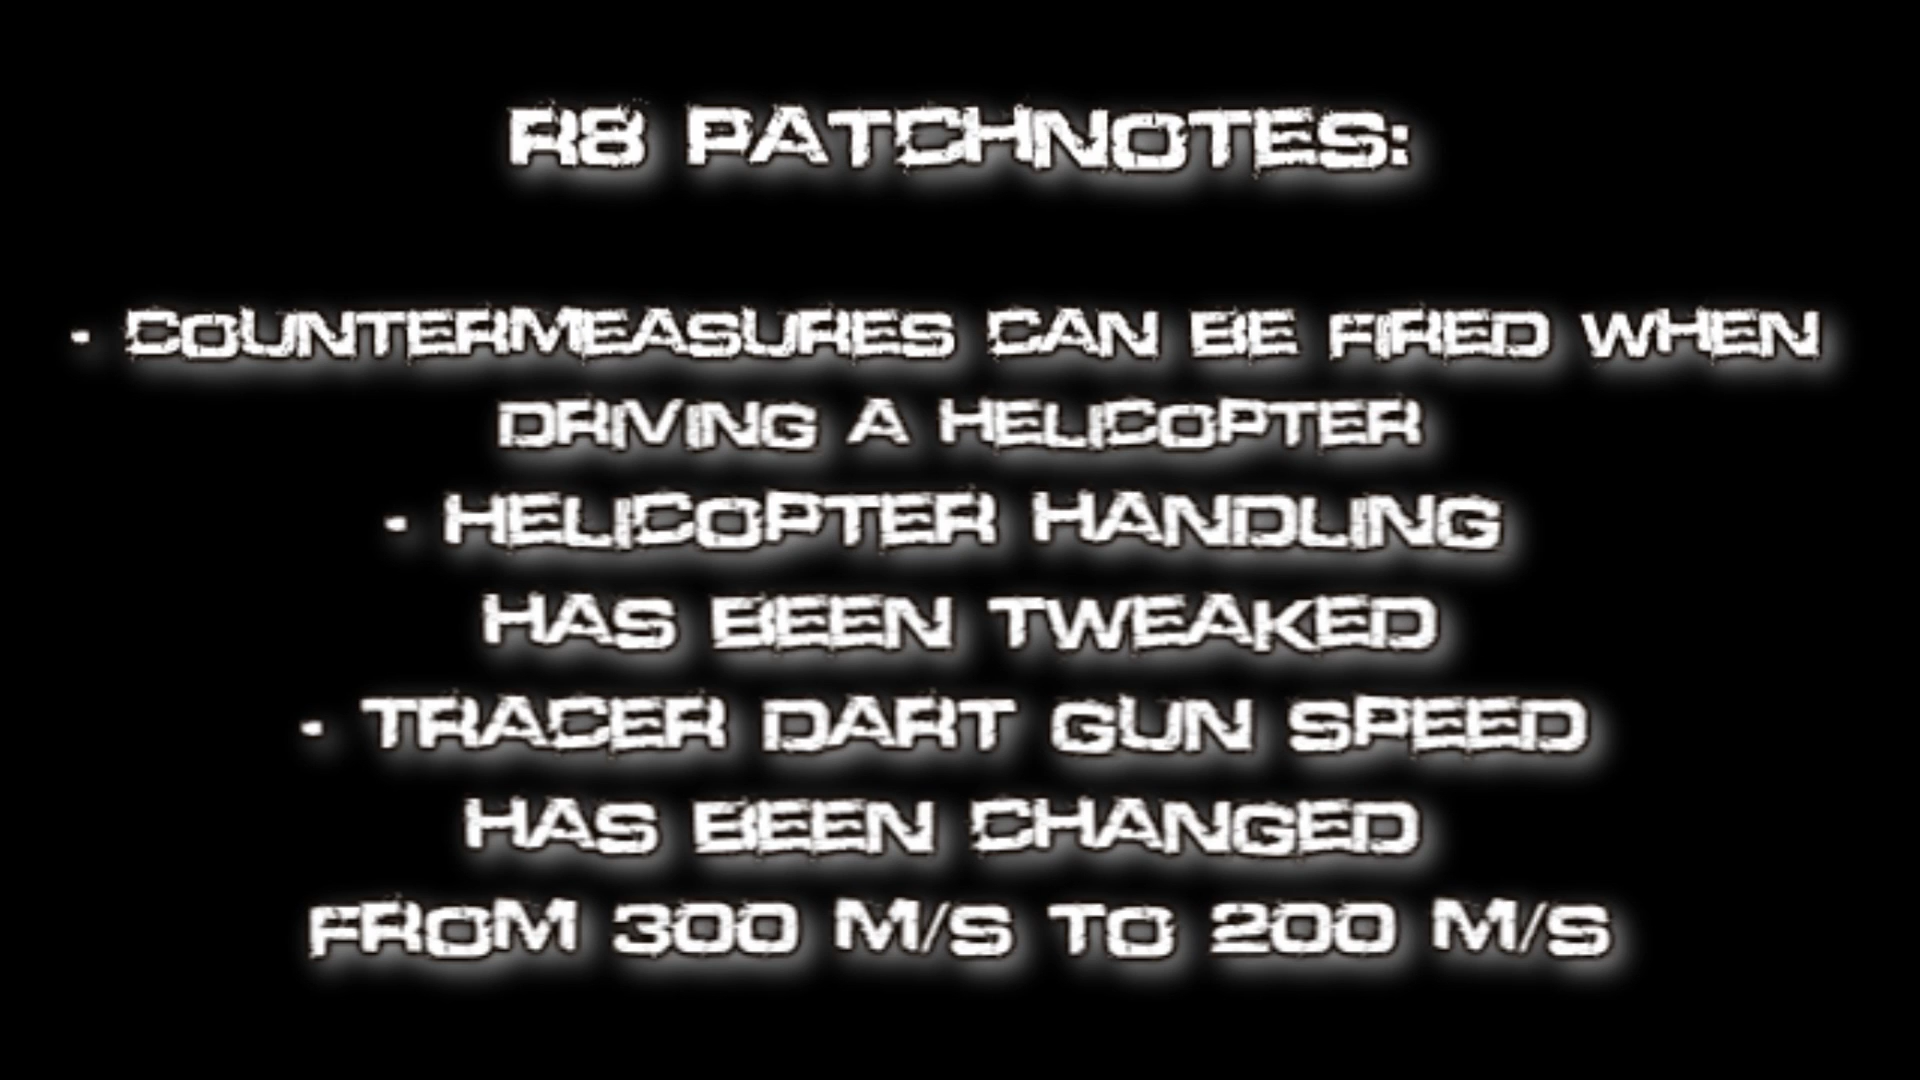 R8 PATCHNOTES:
- COUNTERMEASURES CAN BE FIRED WHEN
DRIVING A HELICOPTER
- HELICOPTER HANDLING
HAS BEEN TWEAKED
- TRACER DART GUN SPEED
HAS BEEN CHANGED
FROM 300 M/S TO 200 M/S